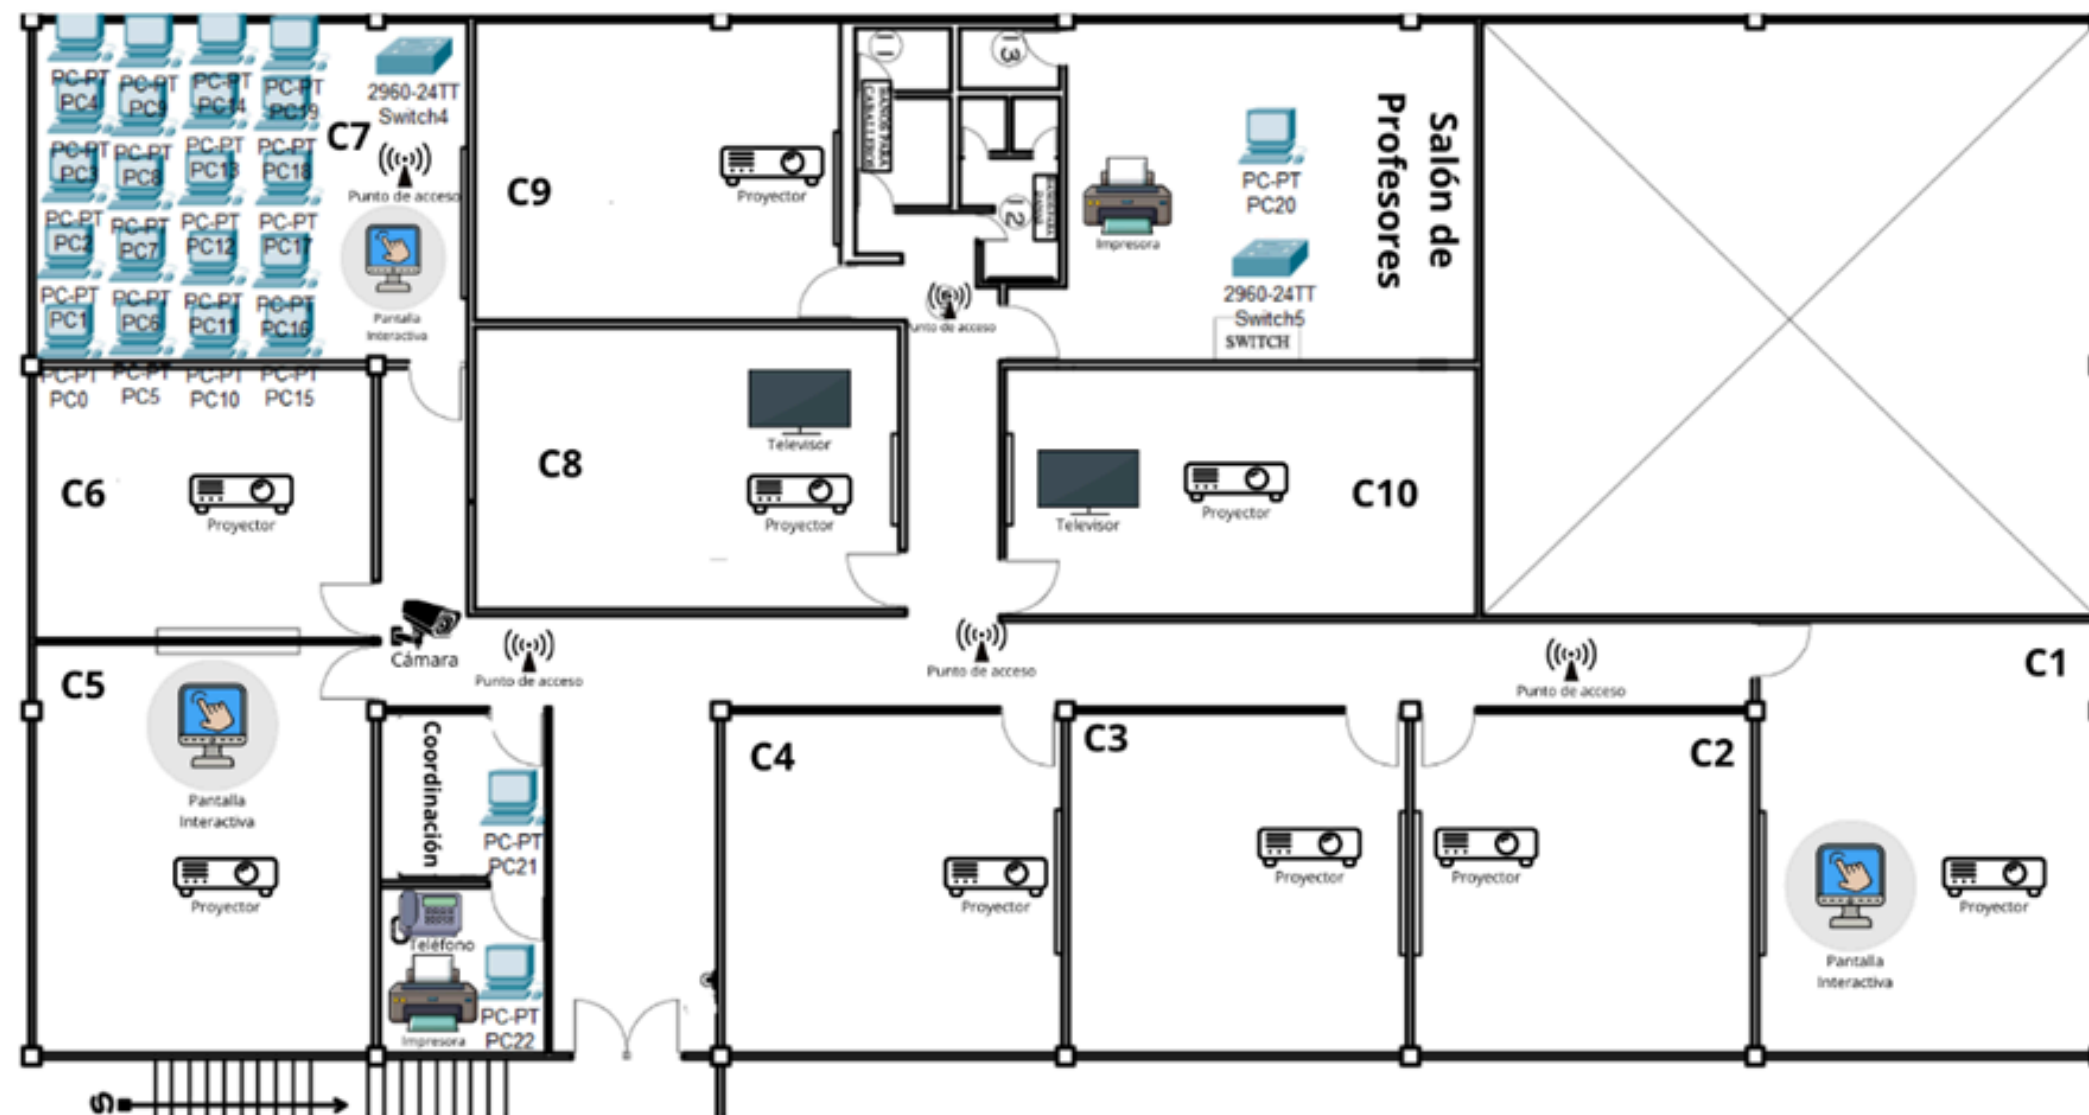 PC-PT
PC4
PC-PT
PC9
PC-PT
PC14
PC-PT
PC19
PC-PT
PC3
PC-PT
PC8
PC-PT
PC13
PC-PT
PC18
PC-PT
PC2
PC-PT
PC7
PC-PT
PC12
PC-PT
PC17
PC-PT
PC1
PC-PT
PC6
PC-PT
PC11
PC-PT
PC16
PC-PT
PC0
PC-PT
PC5
PC-PT
PC10
PC-PT
PC15
2960-24TT
Switch4
C7
Punto de acceso
Pantalla
Interactiva
C9
Proyector
11
13
BAÑOS PARA
CABALLEROS
12
Punto de acceso
Impresora
PC-PT
PC20
2960-24TT
Switch5
SWITCH
Salón de
Profesores
C6
Proyector
C8
Televisor
Proyector
Televisor
Proyector
C10
Cámara
Punto de acceso
Punto de acceso
Punto de acceso
C1
C5
Pantalla
Interactiva
Proyector
Coordinación
PC-PT
PC21
Teléfono
Impresora
PC-PT
PC22
C4
Proyector
C3
Proyector
C2
Proyector
Pantalla
Interactiva
Proyector
S